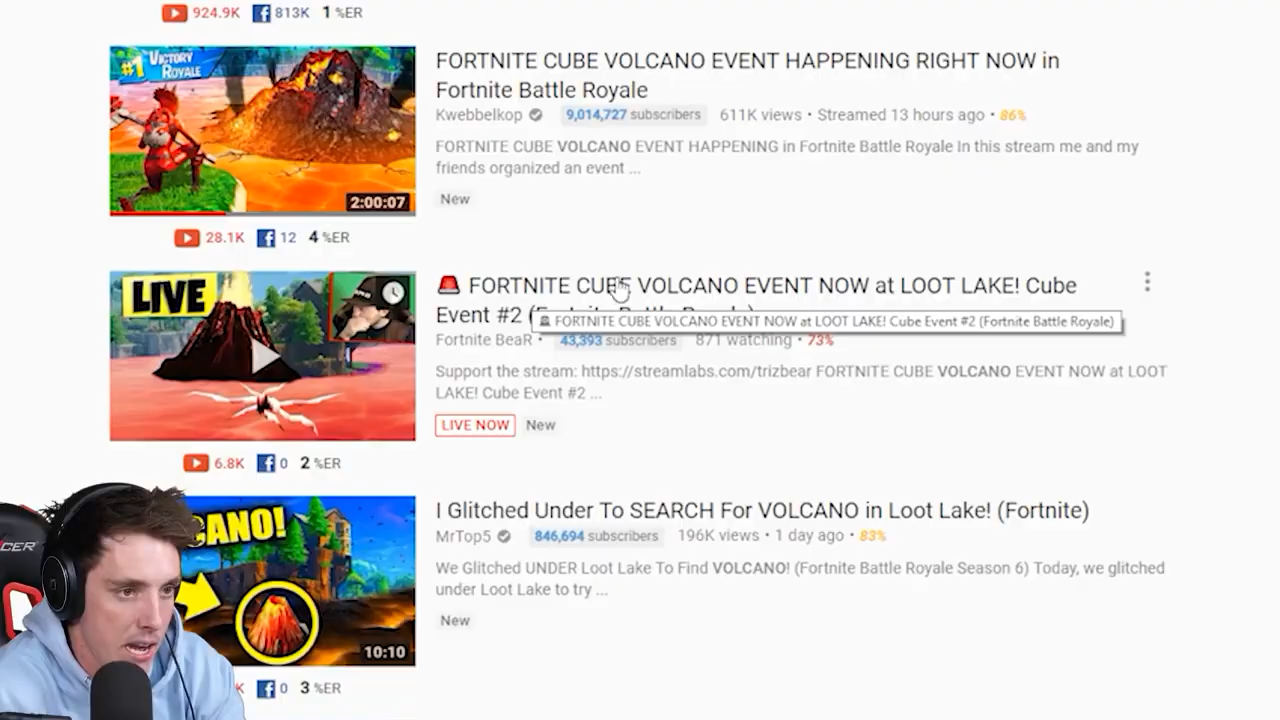 924.9K 813K 1 %ER
#1 VICTORY ROYALE
2:00:07
FORTNITE CUBE VOLCANO EVENT HAPPENING RIGHT NOW in
Fortnite Battle Royale
Kwebbelkop 9,014,727 subscribers 611K views • Streamed 13 hours ago • 86%
FORTNITE CUBE VOLCANO EVENT HAPPENING in Fortnite Battle Royale In this stream me and my
friends organized an event ...
New
28.1K 12 4 %ER
LIVE
🚨 FORTNITE CUBE VOLCANO EVENT NOW at LOOT LAKE! Cube
Event #2 (Fortnite Battle Royale)
FORTNITE CUBE VOLCANO EVENT NOW at LOOT LAKE! Cube Event #2 (Fortnite Battle Royale)
Fortnite BeaR • 43,393 subscribers 871 watching • 73%
Support the stream: https://streamlabs.com/trizbear FORTNITE CUBE VOLCANO EVENT NOW at LOOT
LAKE! Cube Event #2 ...
LIVE NOW New
6.8K 0 2 %ER
CANO!
10:10
I Glitched Under To SEARCH For VOLCANO in Loot Lake! (Fortnite)
MrTop5 846,694 subscribers 196K views • 1 day ago • 83%
We Glitched UNDER Loot Lake To Find VOLCANO! (Fortnite Battle Royale Season 6) Today, we glitched
under Loot Lake to try ...
New
K 0 3 %ER
CER